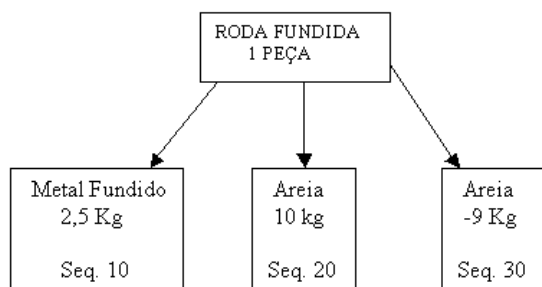 RODA FUNDIDA
1 PEÇA
Metal Fundido
2,5 Kg
Seq. 10
Areia
10 kg
Seq. 20
Areia
-9 Kg
Seq. 30